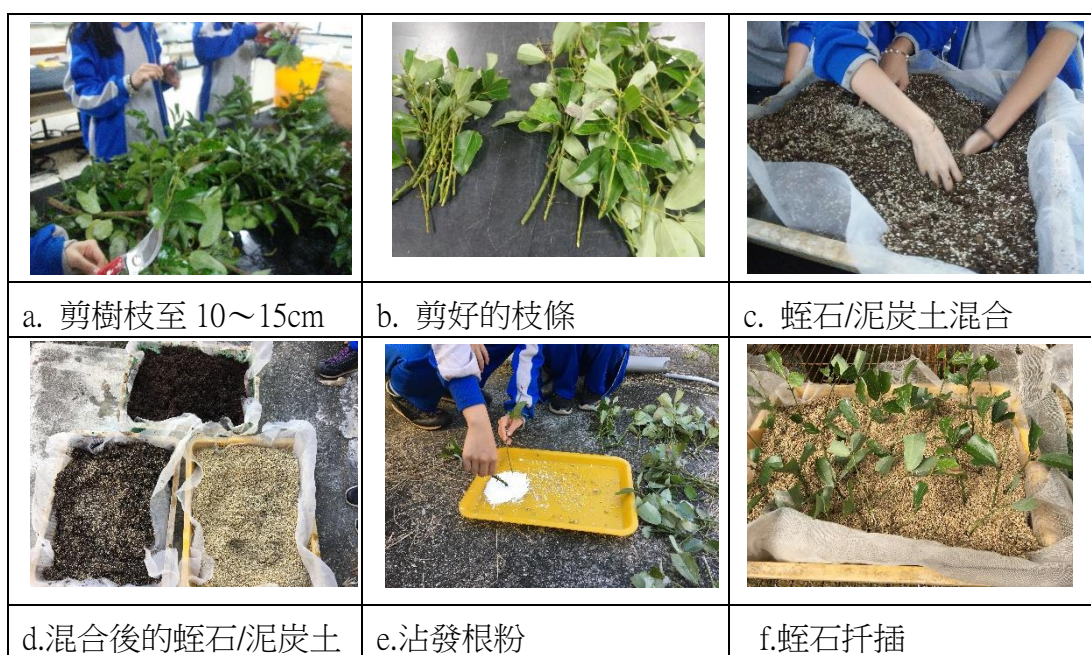 a. 剪樹枝至 10～15cm
b. 剪好的枝條
c. 蛭石/泥炭土混合
d.混合後的蛭石/泥炭土
e.沾發根粉
f.蛭石扦插